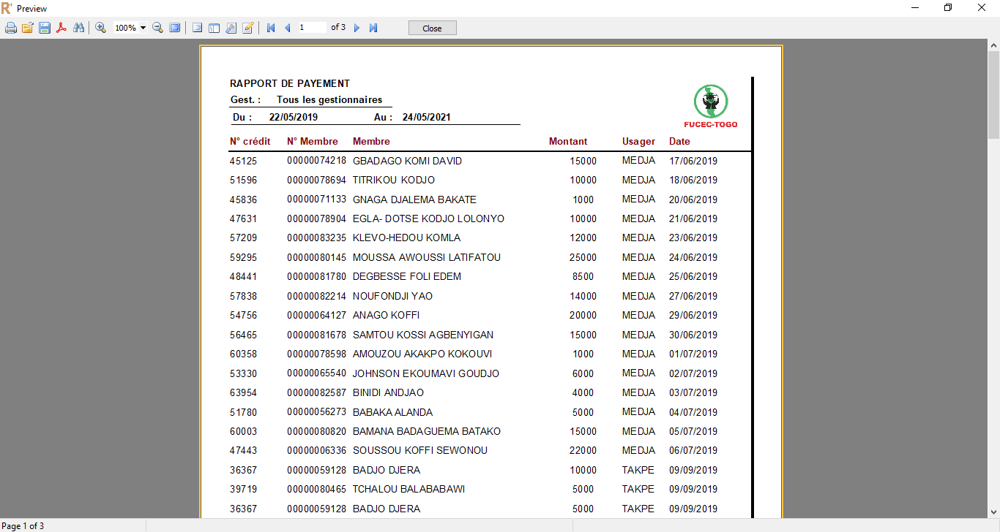 Preview
100%
1 of 3
Close
RAPPORT DE PAYEMENT
Gest. : Tous les gestionnaires
Du : 22/05/2019 Au : 24/05/2021
FUCEC-TOGO
N° crédit N° Membre Membre Montant Usager Date
45125 00000074218 GBADAGO KOMI DAVID 15000 MEDJA 17/06/2019
51596 00000078694 TITRIKOU KODJO 10000 MEDJA 18/06/2019
45836 00000071133 GNAGA DJALEMA BAKATE 1000 MEDJA 20/06/2019
47631 00000078904 EGLA- DOTSE KODJO LOLONYO 10000 MEDJA 21/06/2019
57209 00000083235 KLEVO-HEDOU KOMLA 12000 MEDJA 23/06/2019
59295 00000080145 MOUSSA AWOUSSI LATIFATOU 25000 MEDJA 24/06/2019
48441 00000081780 DEGBESSE FOLI EDEM 8500 MEDJA 25/06/2019
57838 00000082214 NOUFONDJI YAO 14000 MEDJA 27/06/2019
54756 00000064127 ANAGO KOFFI 20000 MEDJA 29/06/2019
56465 00000081678 SAMTOU KOSSI AGBENYIGAN 15000 MEDJA 30/06/2019
60358 00000078598 AMOUZOU AKAKPO KOKOUVI 1000 MEDJA 01/07/2019
53330 00000065540 JOHNSON EKOUMAVI GOUDJO 6000 MEDJA 02/07/2019
63954 00000082587 BINIDI ANDJAO 4000 MEDJA 03/07/2019
51780 00000056273 BABAKA ALANDA 5000 MEDJA 04/07/2019
60003 00000080820 BAMANA BADAGUEMA BATAKO 15000 MEDJA 05/07/2019
47443 00000006336 SOUSSOU KOFFI SEWONOU 22000 MEDJA 06/07/2019
36367 00000059128 BADJO DJERA 10000 TAKPE 09/09/2019
39719 00000080465 TCHALOU BALABABAWI 5000 TAKPE 09/09/2019
36367 00000059128 BADJO DJERA 5000 TAKPE 09/09/2019
Page 1 of 3